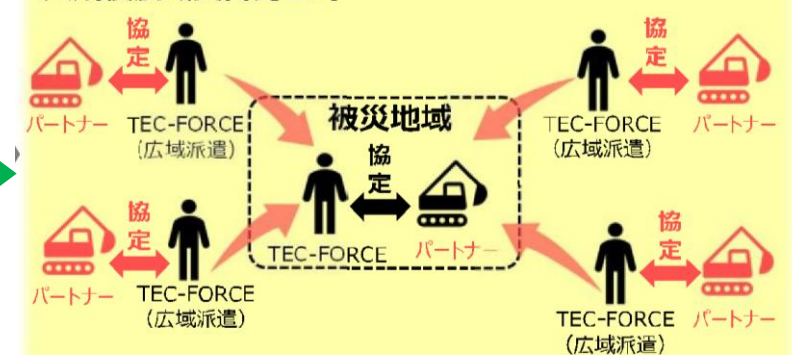 協
定
パートナー
TEC-FORCE
(広域派遣)
協
定
TEC-FORCE
(広域派遣)
パートナー
被災地域
協
定
TEC-FORCE
パートナー
協
定
パートナー
TEC-FORCE
(広域派遣)
協
定
TEC-FORCE
(広域派遣)
パートナー